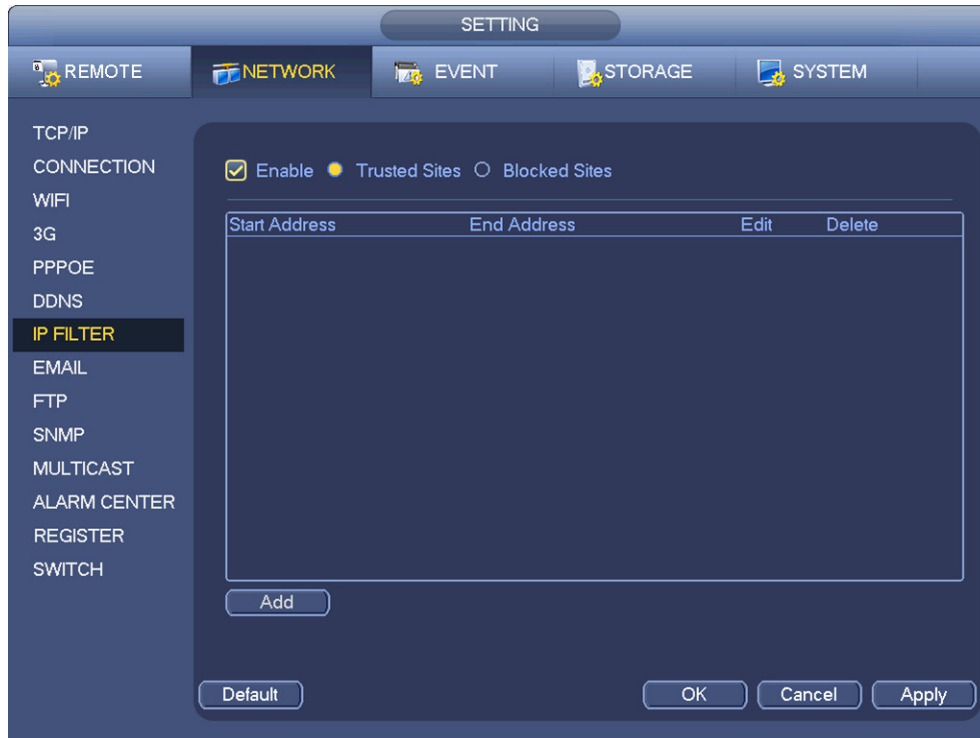 SETTING
REMOTE NETWORK EVENT STORAGE SYSTEM
TCP/IP
CONNECTION
WIFI
3G
PPPOE
DDNS
IP FILTER
EMAIL
FTP
SNMP
MULTICAST
ALARM CENTER
REGISTER
SWITCH
Enable Trusted Sites Blocked Sites
Start Address End Address Edit Delete
Add
Default OK Cancel Apply